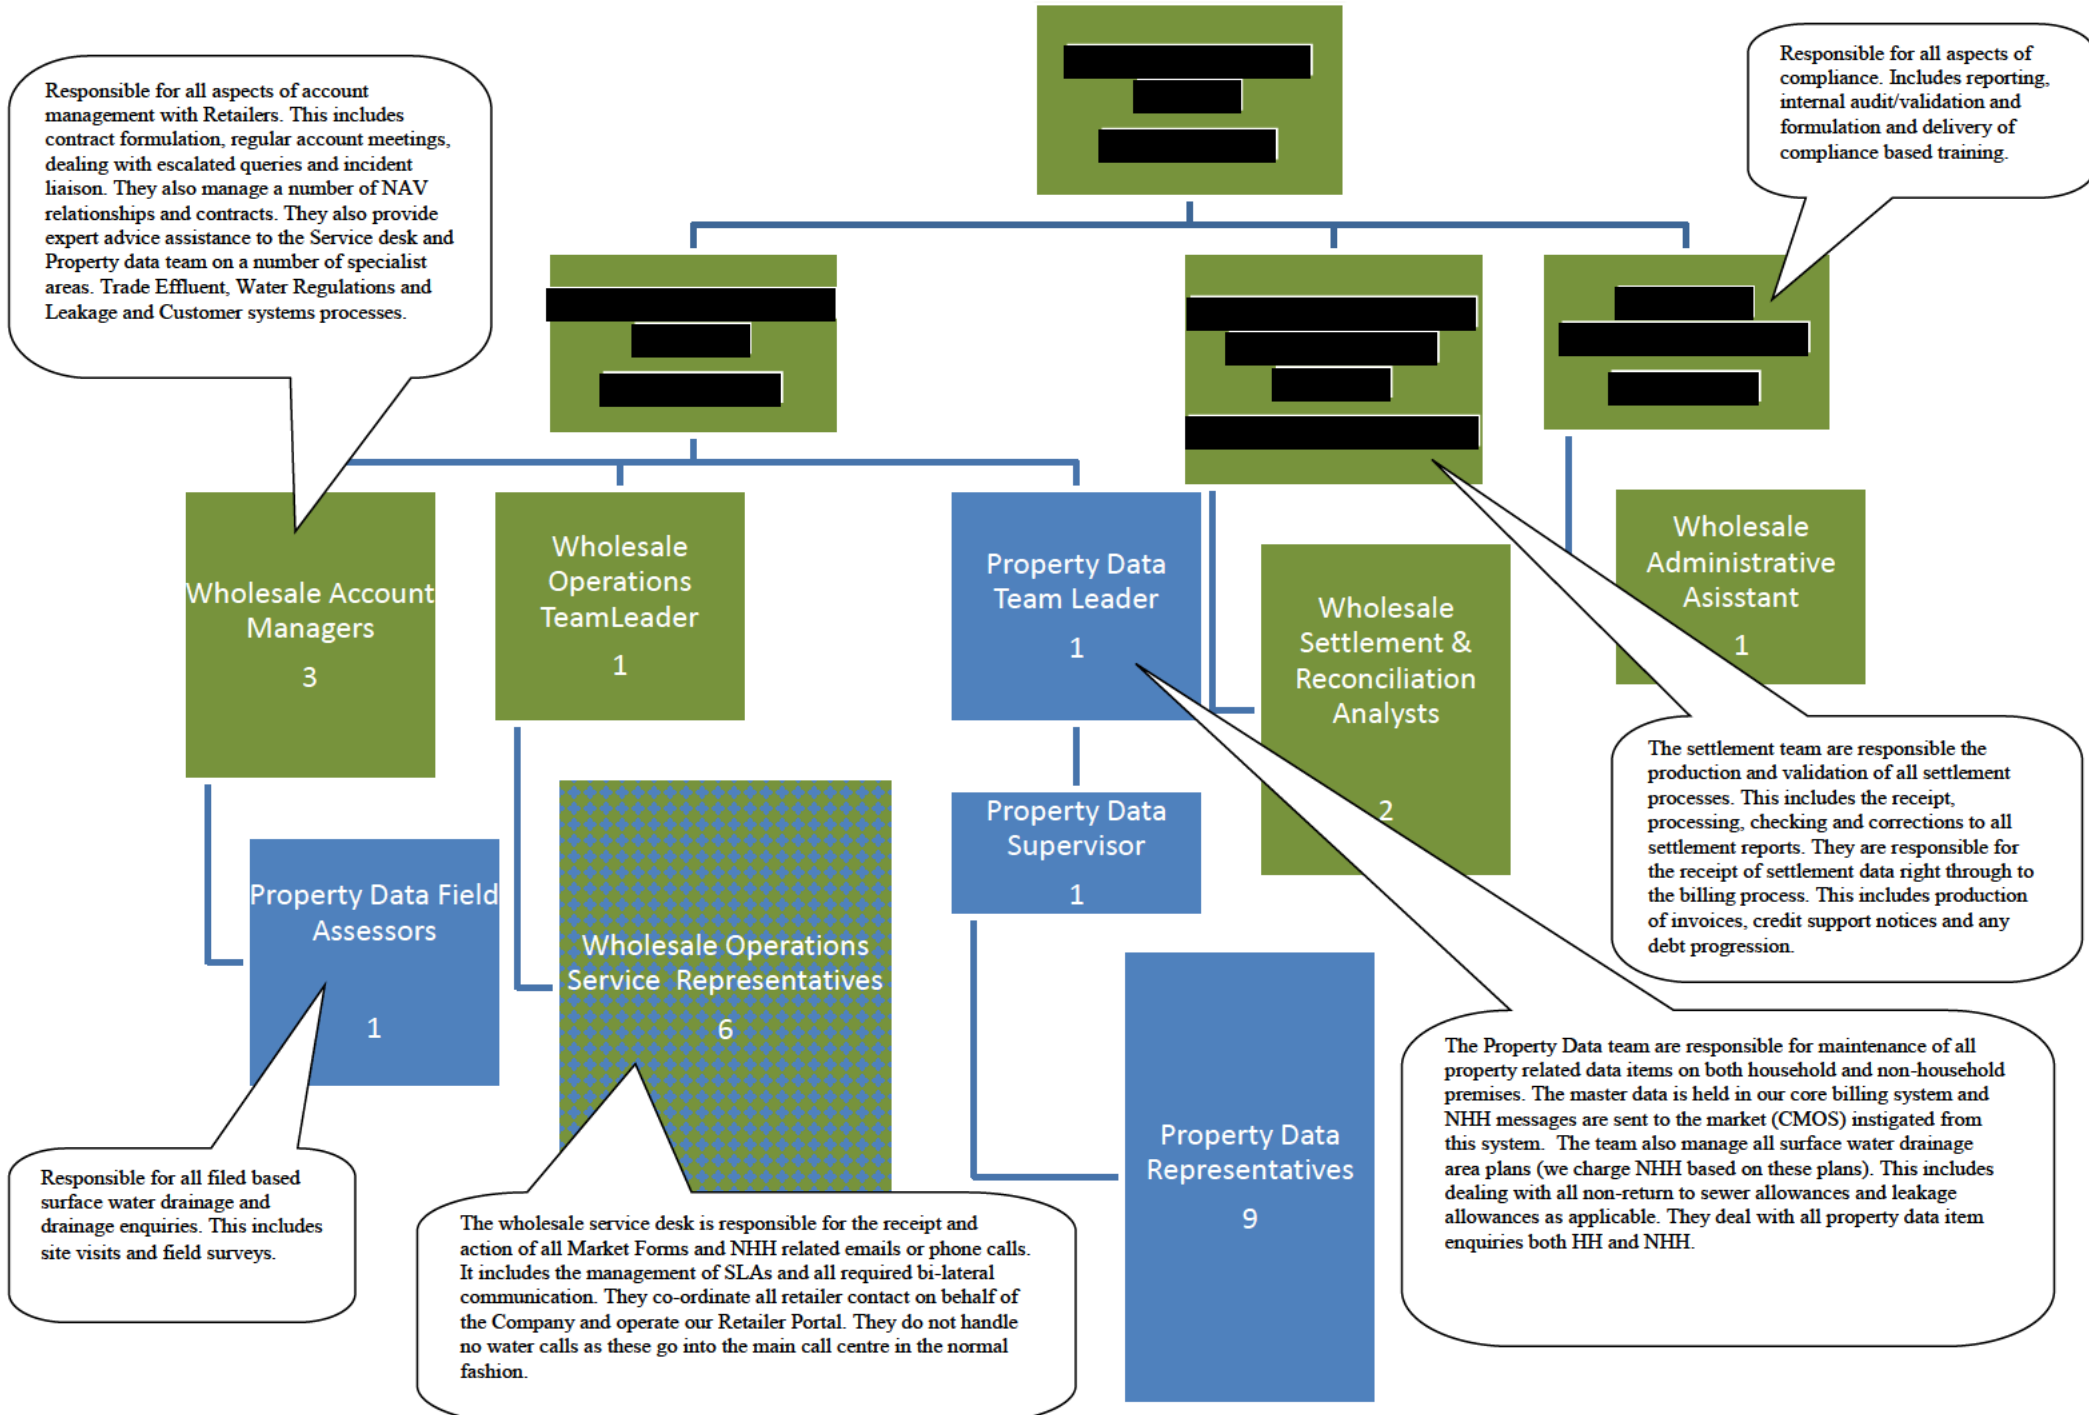 Responsible for all aspects of account
management with Retailers. This includes
contract formulation, regular account meetings,
dealing with escalated queries and incident
liaison. They also manage a number of NAV
relationships and contracts. They also provide
expert advice assistance to the Service desk and
Property data team on a number of specialist
areas. Trade Effluent, Water Regulations and
Leakage and Customer systems processes.
Responsible for all aspects of
compliance. Includes reporting,
internal audit/validation and
formulation and delivery of
compliance based training.
Wholesale Account
Managers
3
Wholesale
Operations
TeamLeader
1
Property Data
Team Leader
1
Wholesale
Settlement &
Reconciliation
Analysts
2
Wholesale
Administrative
Asisstant
1
Property Data Field
Assessors
1
Wholesale Operations
Service  Representatives
6
Property Data
Supervisor
1
Property Data
Representatives
9
The settlement team are responsible the
production and validation of all settlement
processes. This includes the receipt,
processing, checking and corrections to all
settlement reports. They are responsible for
the receipt of settlement data right through to
the billing process. This includes production
of invoices, credit support notices and any
debt progression.
The Property Data team are responsible for maintenance of all
property related data items on both household and non-household
premises. The master data is held in our core billing system and
NHH messages are sent to the market (CMOS) instigated from
this system.  The team also manage all surface water drainage
area plans (we charge NHH based on these plans). This includes
dealing with all non-return to sewer allowances and leakage
allowances as applicable. They deal with all property data item
enquiries both HH and NHH.
Responsible for all filed based
surface water drainage and
drainage enquiries. This includes
site visits and field surveys.
The wholesale service desk is responsible for the receipt and
action of all Market Forms and NHH related emails or phone calls.
It includes the management of SLAs and all required bi-lateral
communication. They co-ordinate all retailer contact on behalf of
the Company and operate our Retailer Portal. They do not handle
no water calls as these go into the main call centre in the normal
fashion.